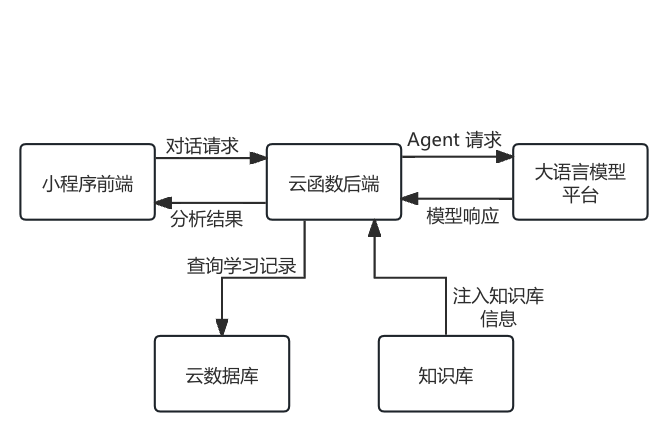 对话请求
Agent 请求
小程序前端
云函数后端
大语言模型
平台
分析结果
模型响应
查询学习记录
注入知识库
信息
云数据库
知识库